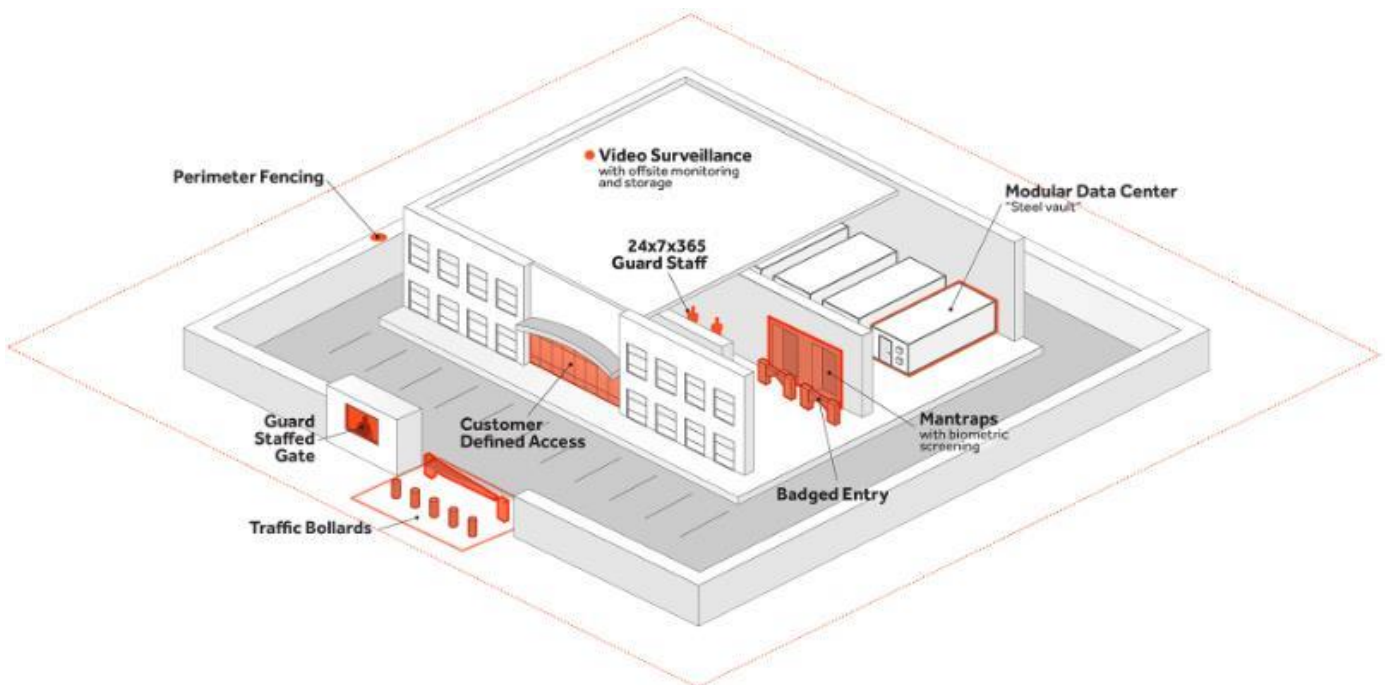 Video Surveillance
with offsite monitoring
and storage
Perimeter Fencing
Modular Data Center
"Steel vault"
24x7x365
Guard Staff
Guard
Staffed
Gate
Customer
Defined Access
Mantraps
with biometric
screening
Badged Entry
Traffic Bollards